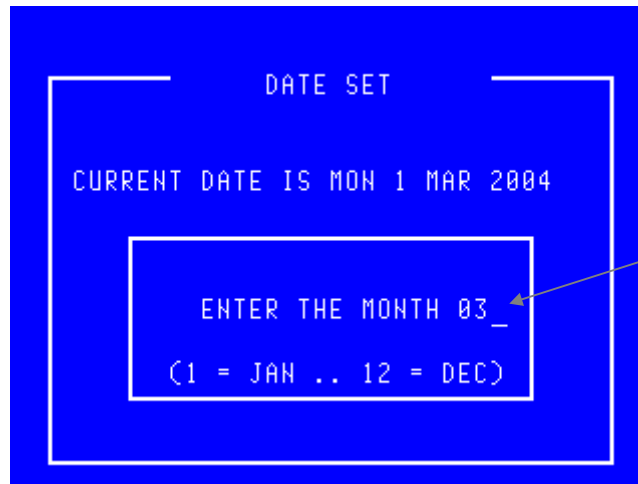 DATE SET
CURRENT DATE IS MON 1 MAR 2004
ENTER THE MONTH 03_
(1 = JAN .. 12 = DEC)